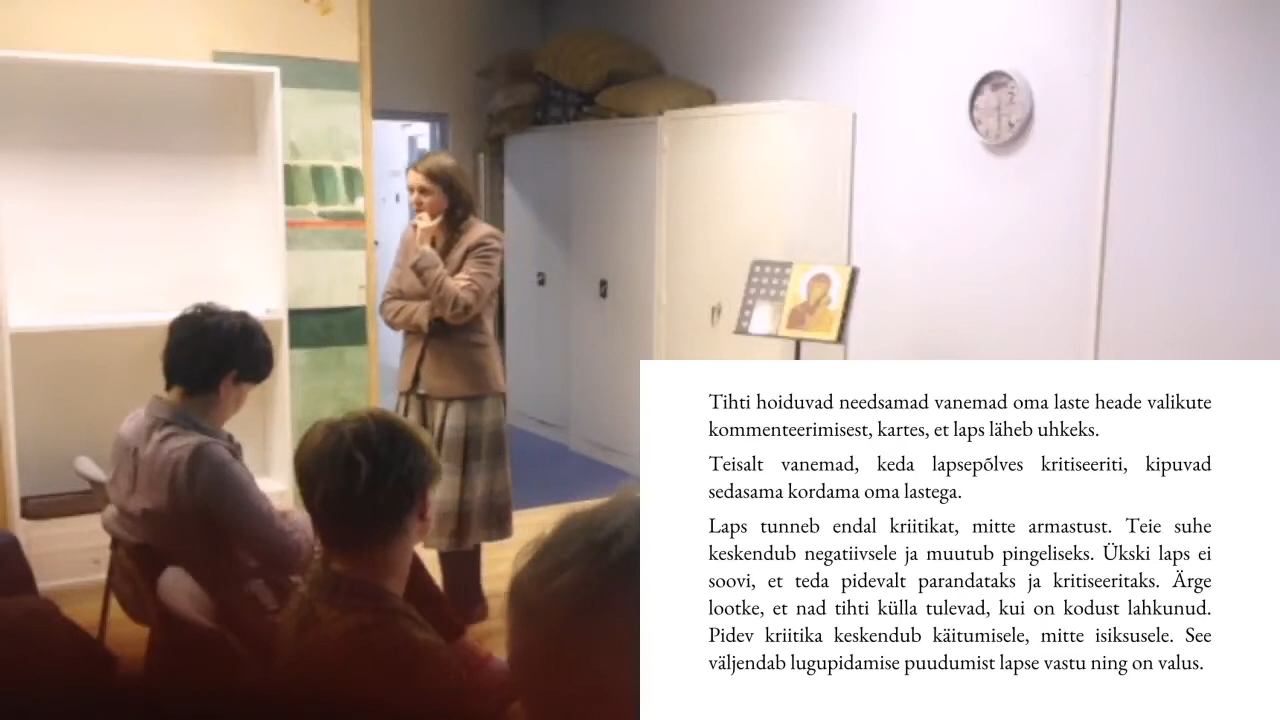 Tihti hoiduvad needsamad vanemad oma laste heade valikute
kommenteerimisest, kartes, et laps läheb uhkeks.
Teisalt vanemad, keda lapsepõlves kritiseeriti, kipuvad
sedasama kordama oma lastega.
Laps tunneb endal kriitikat, mitte armastust. Teie suhe
keskendub negatiivsele ja muutub pingeliseks. Ükski laps ei
soovi, et teda pidevalt parandataks ja kritiseeritaks. Ärge
lootke, et nad tihti külla tulevad, kui on kodust lahkunud.
Pidev kriitika keskendub käitumisele, mitte isiksusele. See
väljendab lugupidamise puudumist lapse vastu ning on valus.